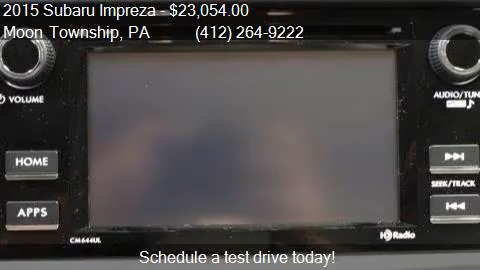 2015 Subaru Impreza - $23,054.00
Moon Township, PA (412) 264-9222
VOLUME
AUDIO/TUN
HOME
SEEK/TRACK
APPS
CM644UL
HD Radio
Schedule a test drive today!